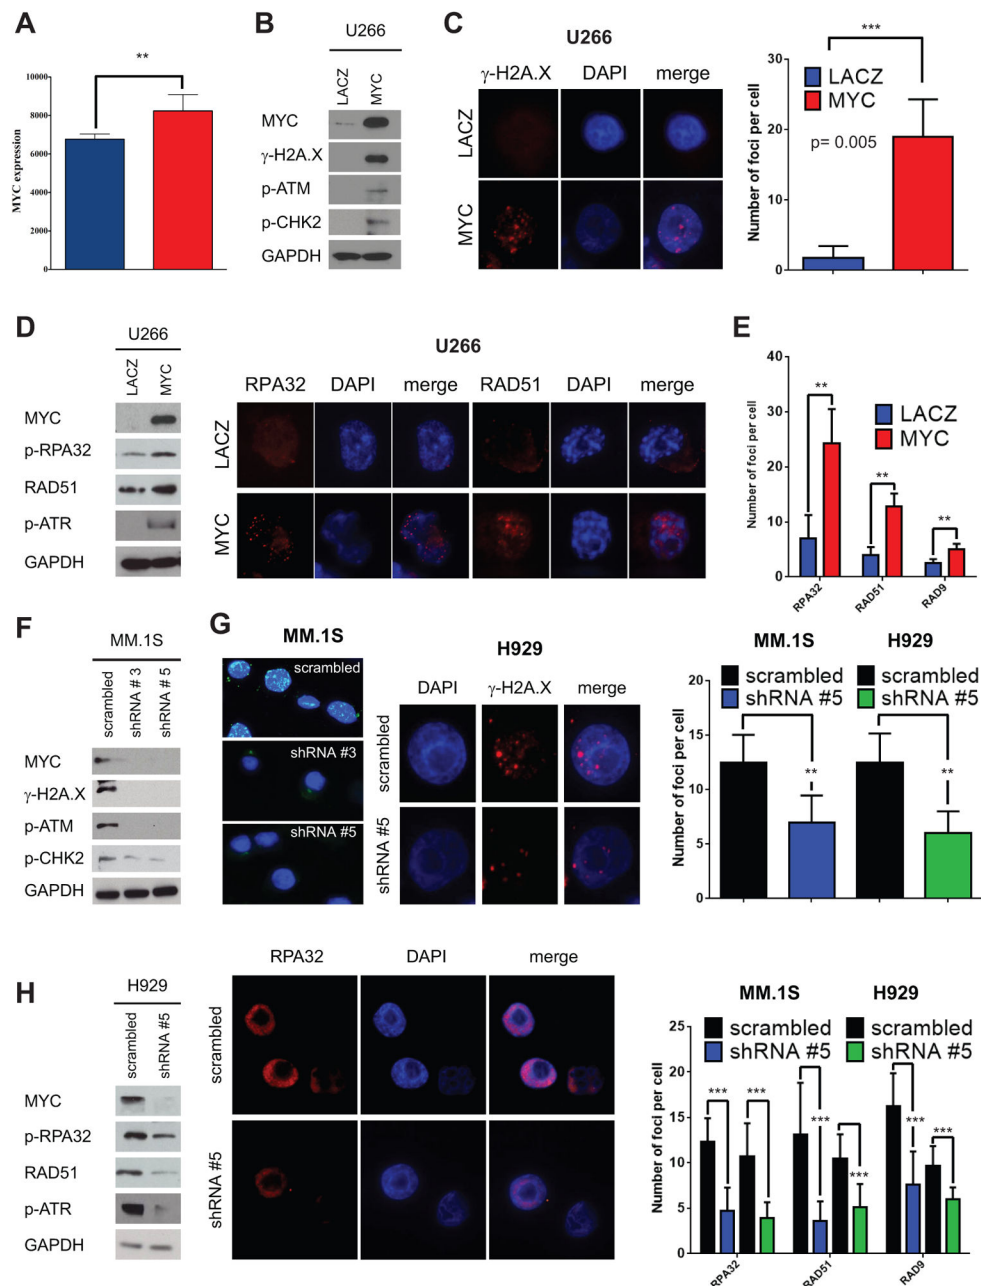 A
**
MYC expression
10000
8000
6000
4000
2000
0
B
U266
LACZ
MYC
MYC
γ-H2A.X
p-ATM
p-CHK2
GAPDH
C
U266
γ-H2A.X
DAPI
merge
LACZ
MYC
***
LACZ
MYC
p= 0.005
Number of foci per cell
30
20
10
0
D
U266
LACZ
MYC
MYC
p-RPA32
RAD51
p-ATR
GAPDH
U266
RPA32
DAPI
merge
RAD51
DAPI
merge
LACZ
MYC
E
Number of foci per cell
40
30
20
10
0
**
**
**
LACZ
MYC
RPA32
RAD51
RAD9
F
MM.1S
scrambled
shRNA # 3
shRNA # 5
MYC
γ-H2A.X
p-ATM
p-CHK2
GAPDH
G
MM.1S
scrambled
shRNA #3
shRNA #5
H929
DAPI
γ-H2A.X
merge
scrambled
shRNA #5
MM.1S
H929
scrambled
scrambled
shRNA #5
shRNA #5
Number of foci per cell
20
15
10
5
0
**
**
H
H929
scrambled
shRNA #5
MYC
p-RPA32
RAD51
p-ATR
GAPDH
RPA32
DAPI
merge
scrambled
shRNA #5
MM.1S
H929
scrambled
scrambled
shRNA #5
shRNA #5
Number of foci per cell
25
20
15
10
5
0
***
***
***
***
***
***
RPA32
RAD51
RAD9